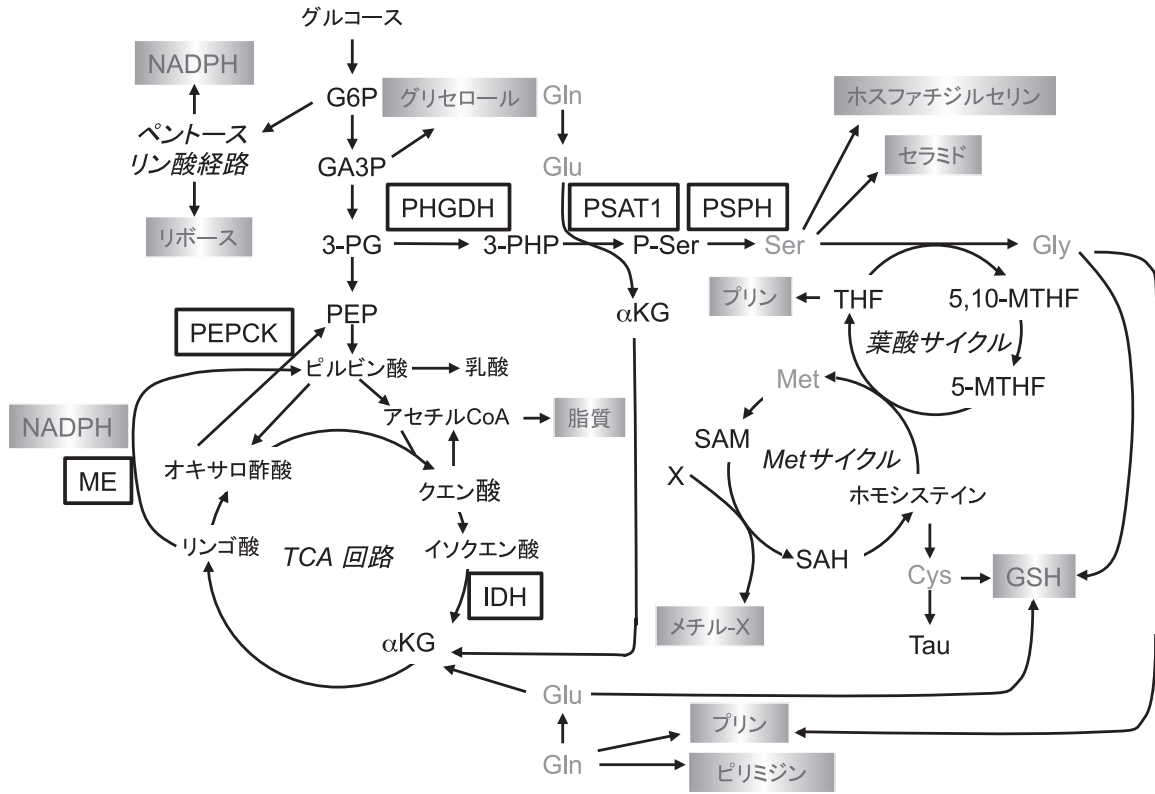 グルコース
NADPH
G6P
グリセロール
Gln
ホスファチジルセリン
ペントース
リン酸経路
GA3P
Glu
セラミド
PHGDH
PSAT1
PSPH
リボース
3-PG
3-PHP
P-Ser
Ser
Gly
プリン
THF
5,10-MTHF
PEP
αKG
PEPCK
葉酸サイクル
ピルビン酸
乳酸
Met
5-MTHF
NADPH
アセチルCoA
脂質
SAM
Metサイクル
オキサロ酢酸
ME
クエン酸
X
ホモシステイン
リンゴ酸
TCA 回路
イソクエン酸
SAH
Cys
GSH
IDH
メチル-X
αKG
Tau
Glu
プリン
Gln
ピリミジン